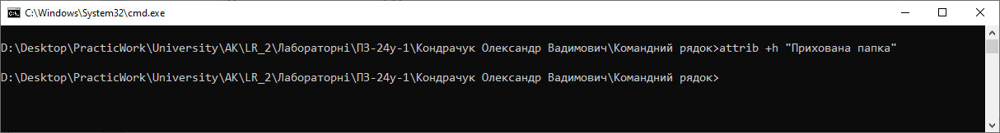 C:\Windows\System32\cmd.exe
D:\Desktop\PracticWork\University\AK\LR_2\Лабораторні\ПЗ-24у-1\Кондрачук Олександр Вадимович\Командний рядок>attrib +h "Прихована папка"
D:\Desktop\PracticWork\University\AK\LR_2\Лабораторні\ПЗ-24у-1\Кондрачук Олександр Вадимович\Командний рядок>